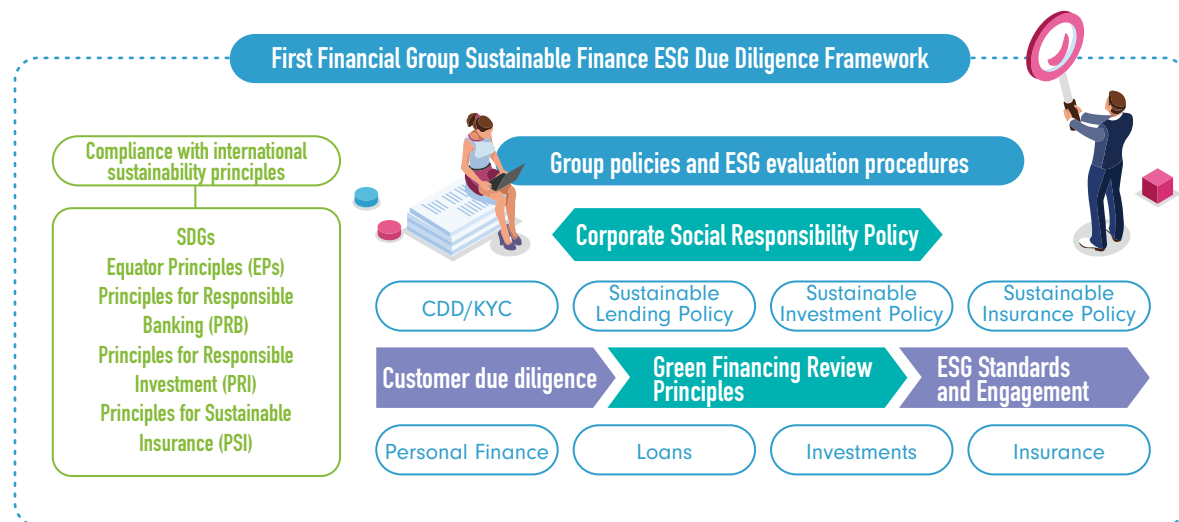 First Financial Group Sustainable Finance ESG Due Diligence Framework
Compliance with international
sustainability principles
SDGs
Equator Principles (EPs)
Principles for Responsible
Banking (PRB)
Principles for Responsible
Investment (PRI)
Principles for Sustainable
Insurance (PSI)
Group policies and ESG evaluation procedures
Corporate Social Responsibility Policy
CDD/KYC
Sustainable
Lending Policy
Sustainable
Investment Policy
Sustainable
Insurance Policy
Customer due diligence
Green Financing Review
Principles
ESG Standards
and Engagement
Personal Finance
Loans
Investments
Insurance